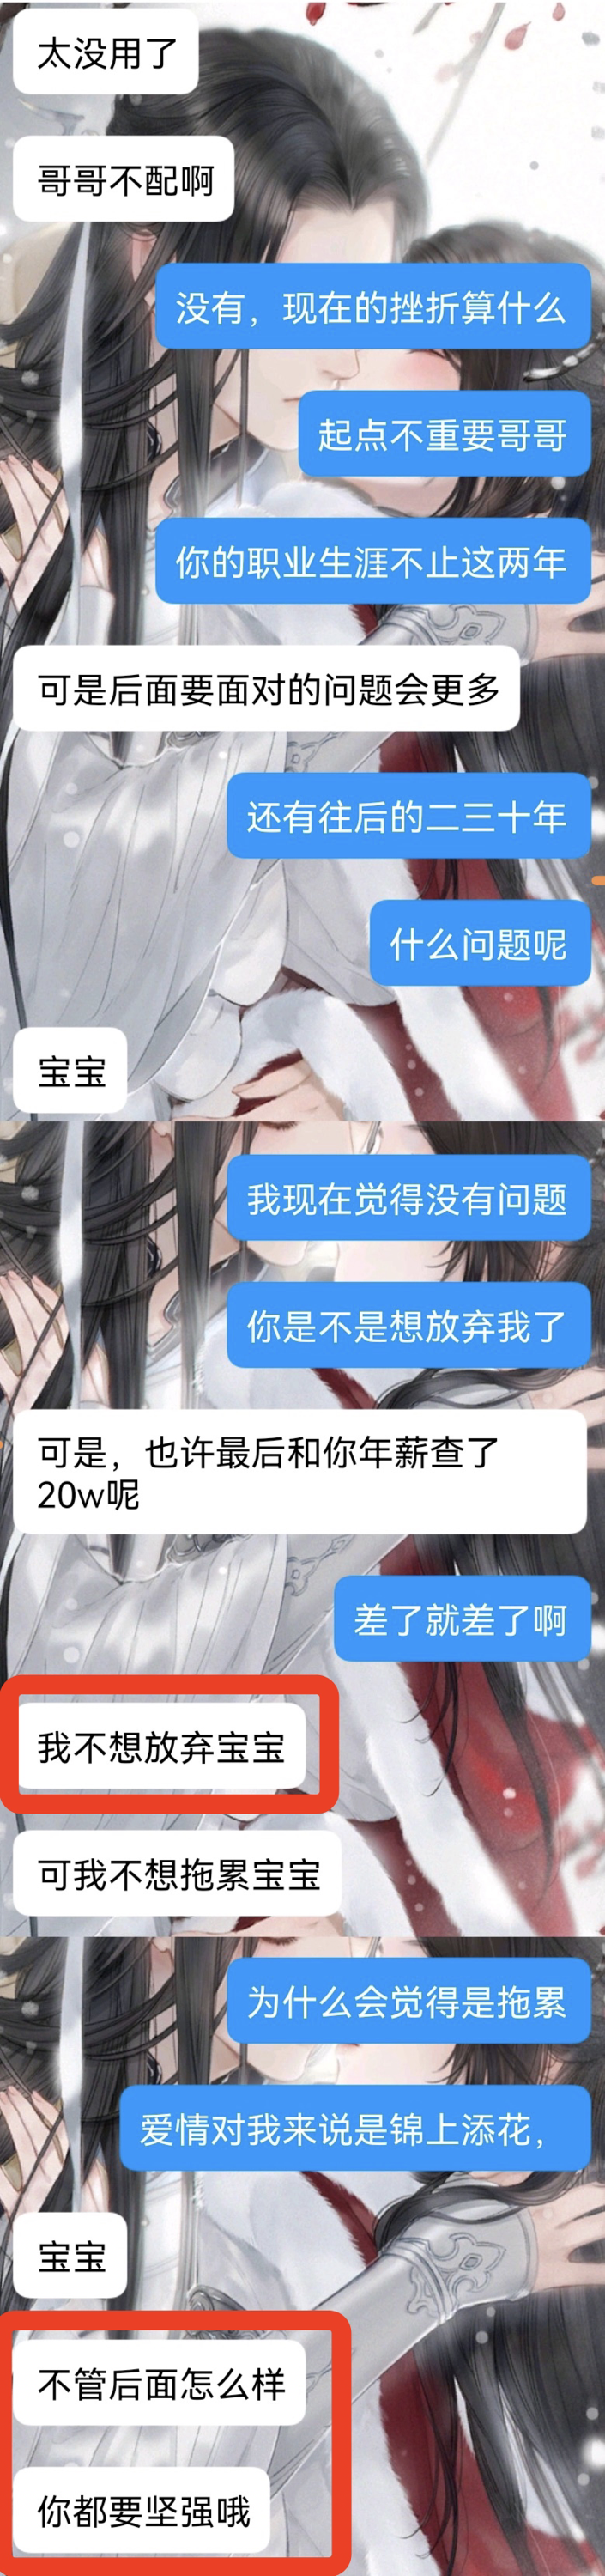 太没用了
哥哥不配啊
没有，现在的挫折算什么
起点不重要哥哥
你的职业生涯不止这两年
可是后面要面对的问题会更多
还有往后的二三十年
什么问题呢
宝宝
我现在觉得没有问题
你是不是想放弃我了
可是，也许最后和你年薪查了
20w呢
差了就差了啊
我不想放弃宝宝
可我不想拖累宝宝
为什么会觉得是拖累
爱情对我来说是锦上添花，
宝宝
不管后面怎么样
你都要坚强哦